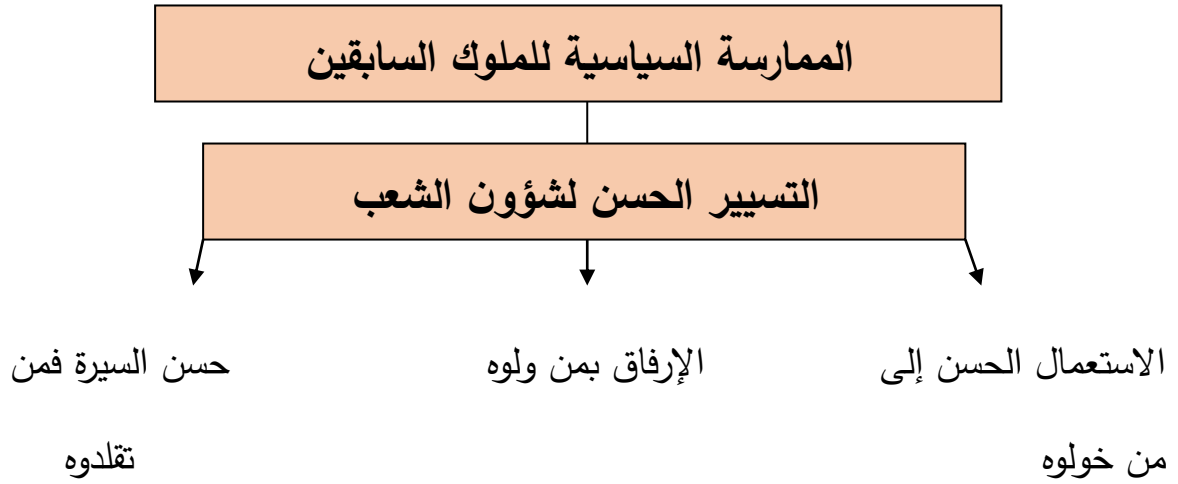 الممارسة السياسية للملوك السابقين
التسيير الحسن لشؤون الشعب
الاستعمال الحسن إلى
من خولوه
الإرفاق بمن ولوه
حسن السيرة فمن
تقلدوه